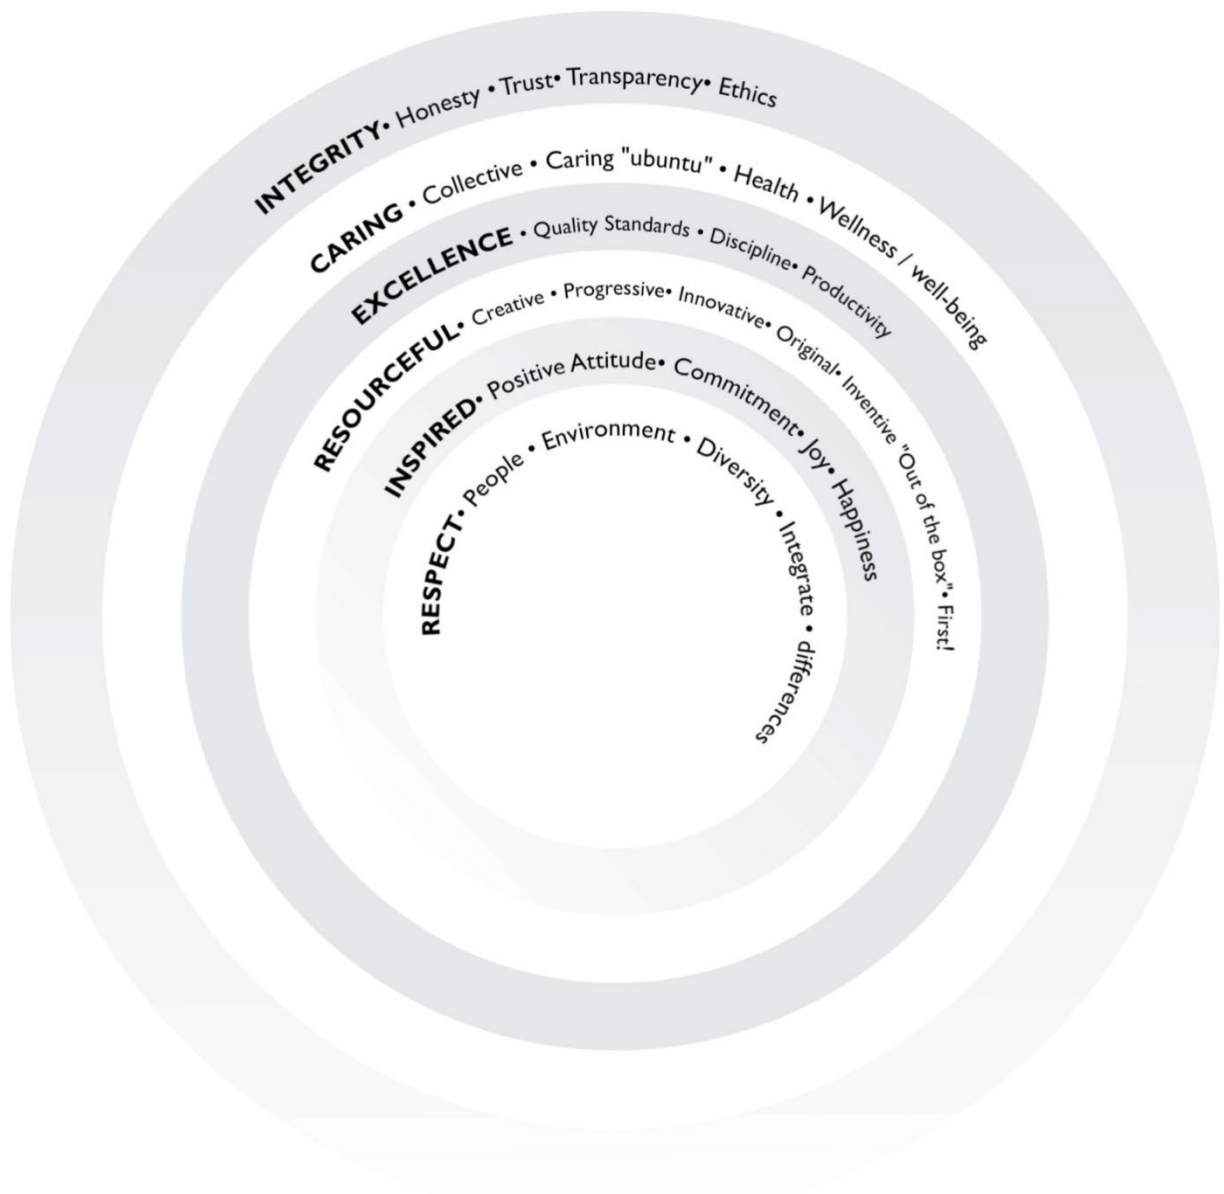 INTEGRITY• Honesty • Trust• Transparency• Ethics
CARING • Collective • Caring "ubuntu" • Health • Wellness / well-being
EXCELLENCE • Quality Standards • Discipline• Productivity
RESOURCEFUL• Creative • Progressive• Innovative• Original• Inventive "Out of the box"• First!
INSPIRED• Positive Attitude• Commitment• Joy• Happiness
RESPECT• People • Environment • Diversity • Integrate • differences